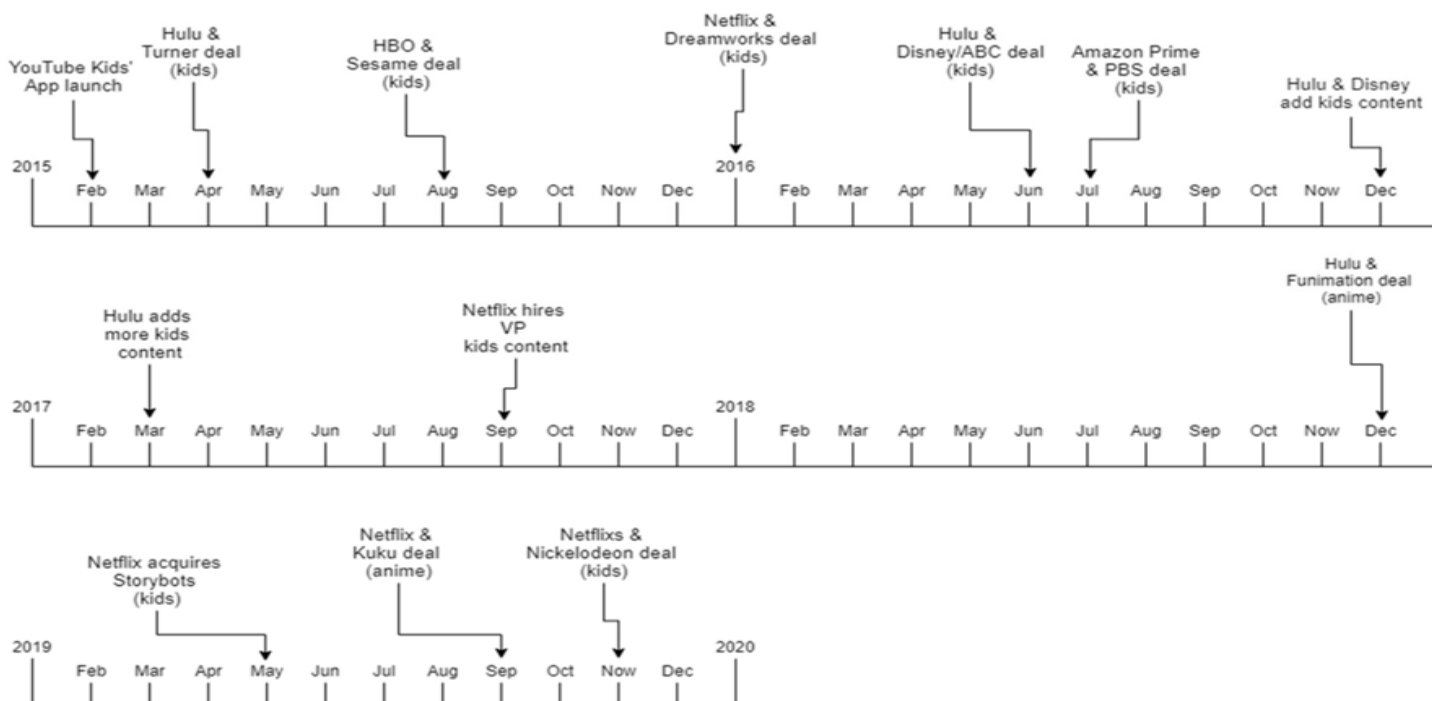 YouTube Kids'
App launch
Hulu &
Turner deal
(kids)
HBO &
Sesame deal
(kids)
Netflix &
Dreamworks deal
(kids)
Hulu &
Disney/ABC deal
(kids)
Amazon Prime
& PBS deal
(kids)
Hulu & Disney
add kids content
2015 Feb Mar Apr May Jun Jul Aug Sep Oct Now Dec 2016 Feb Mar Apr May Jun Jul Aug Sep Oct Now Dec
Hulu adds
more kids
content
Netflix hires
VP
kids content
Hulu &
Funimation deal
(anime)
2017 Feb Mar Apr May Jun Jul Aug Sep Oct Now Dec 2018 Feb Mar Apr May Jun Jul Aug Sep Oct Now Dec
Netflix acquires
Storybots
(kids)
Netflix &
Kuku deal
(anime)
Netflixs &
Nickelodeon deal
(kids)
2019 Feb Mar Apr May Jun Jul Aug Sep Oct Now Dec 2020